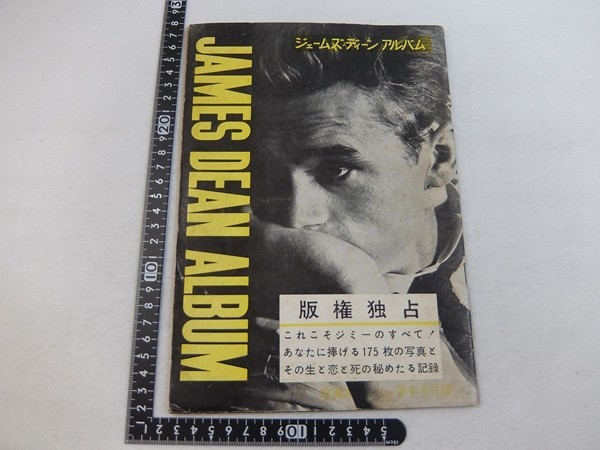 ジェームズ・ディーン アルバム
JAMES DEAN ALBUM
版権独占
これこそジミーのすべて!
あなたに捧げる175枚の写真と
その生と恋と死の秘めたる記録